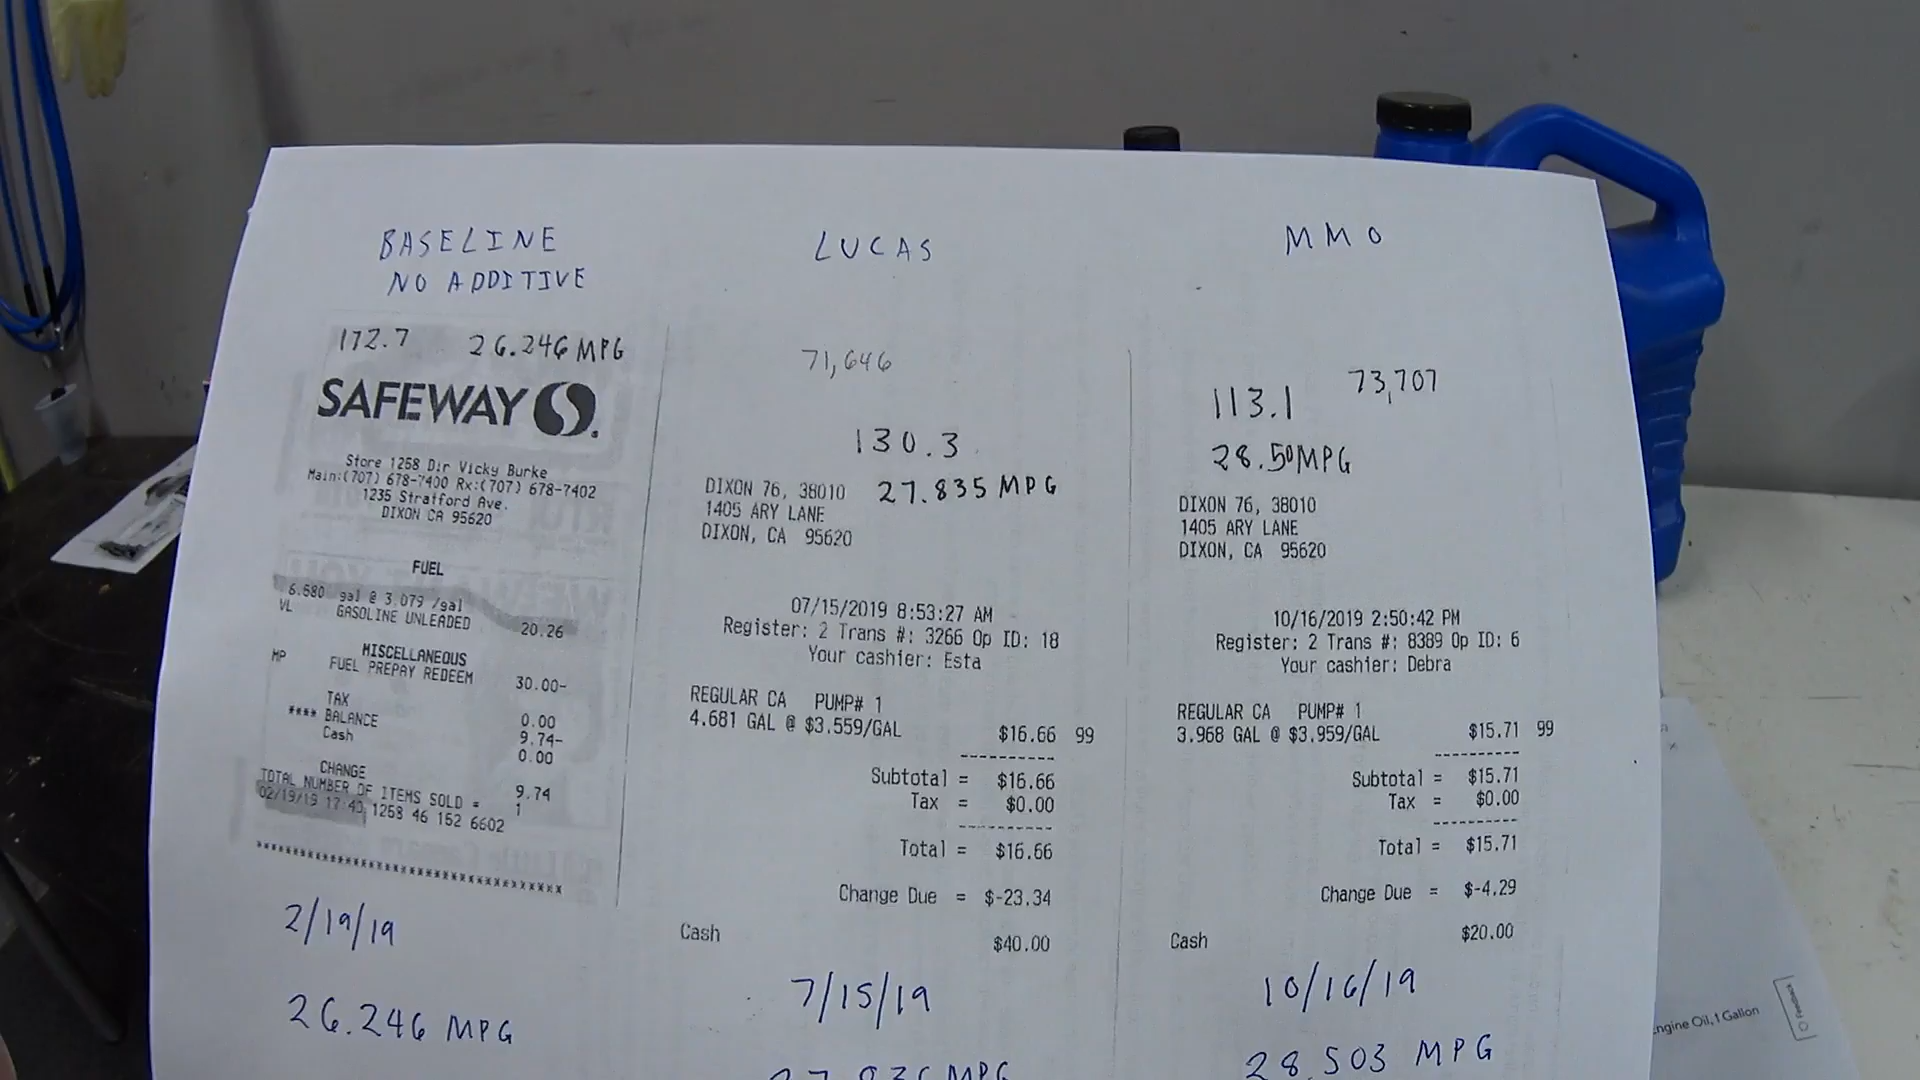 BASELINE
NO ADDITIVE
172.7 26.246 MPG
SAFEWAY
Store 1258 Dir Vicky Burke
Main:(707) 678-7400 Rx:(707) 678-7402
1235 Stratford Ave.
DIXON CA 95620
FUEL
6.580 gal @ 3.079 /gal
VL GASOLINE UNLEADED 20.26
MISCELLANEOUS
MP FUEL PREPAY REDEEM 30.00-
TAX 0.00
**** BALANCE 9.74-
Cash 0.00
CHANGE 9.74
TOTAL NUMBER OF ITEMS SOLD = 1
02/19/19 17:40 1258 46 152 6602
2/19/19
26.246 MPG
LUCAS
71,646
130.3
27.835 MPG
DIXON 76, 38010
1405 ARY LANE
DIXON, CA 95620
07/15/2019 8:53:27 AM
Register: 2 Trans #: 3266 Op ID: 18
Your cashier: Esta
REGULAR CA PUMP# 1
4.681 GAL @ $3.559/GAL $16.66 99
Subtotal = $16.66
Tax = $0.00
Total = $16.66
Change Due = $-23.34
Cash $40.00
7/15/19
MPG
MMO
113.1 73,707
28.50MPG
DIXON 76, 38010
1405 ARY LANE
DIXON, CA 95620
10/16/2019 2:50:42 PM
Register: 2 Trans #: 8389 Op ID: 6
Your cashier: Debra
REGULAR CA PUMP# 1
3.968 GAL @ $3.959/GAL $15.71 99
Subtotal = $15.71
Tax = $0.00
Total = $15.71
Change Due = $-4.29
Cash $20.00
10/16/19
28.503 MPG
Engine Oil, 1 Gallon
Feedback